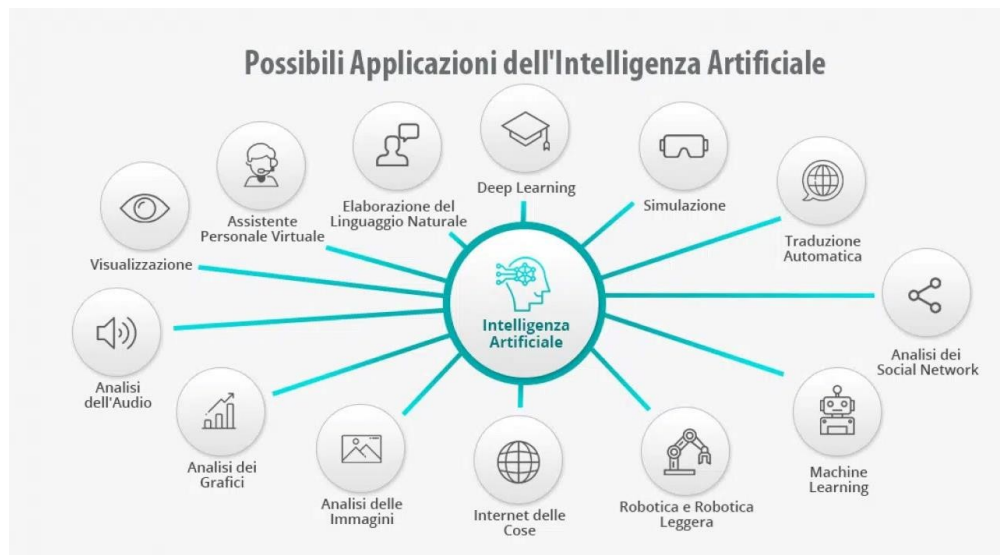 Possibili Applicazioni dell'Intelligenza Artificiale
Deep Learning
Elaborazione del
Linguaggio Naturale
Simulazione
Assistente
Personale Virtuale
Traduzione
Automatica
Visualizzazione
Intelligenza
Artificiale
Analisi dei
Social Network
Analisi
dell'Audio
Analisi dei
Grafici
Machine
Learning
Analisi delle
Immagini
Internet delle
Cose
Robotica e Robotica
Leggera